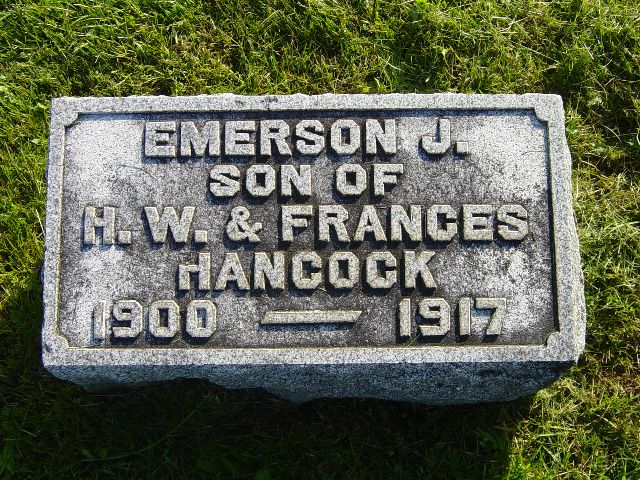 EMERSON J.
SON OF
H. W. & FRANCES
HANCOCK
1900 — 1917